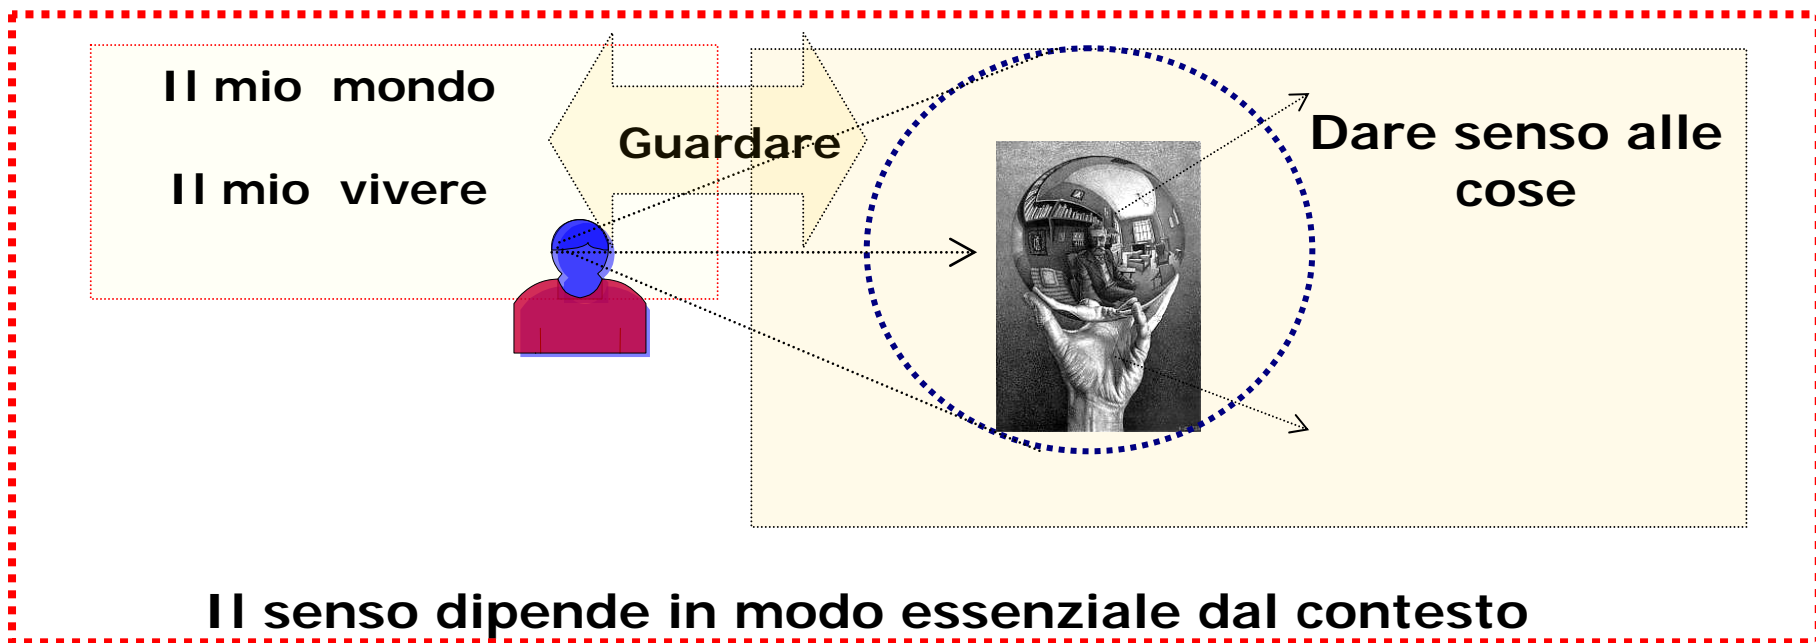 Il mio mondo
Il mio vivere
Guardare
Dare senso alle
cose
Il senso dipende in modo essenziale dal contesto